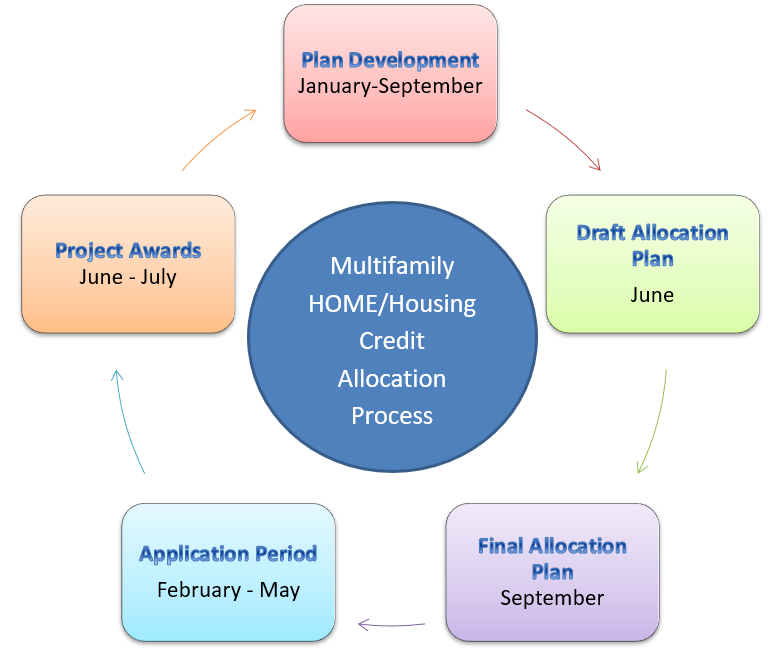 Plan Development
January-September
Draft Allocation
Plan
June
Final Allocation
Plan
September
Application Period
February - May
Project Awards
June - July
Multifamily
HOME/Housing
Credit
Allocation
Process